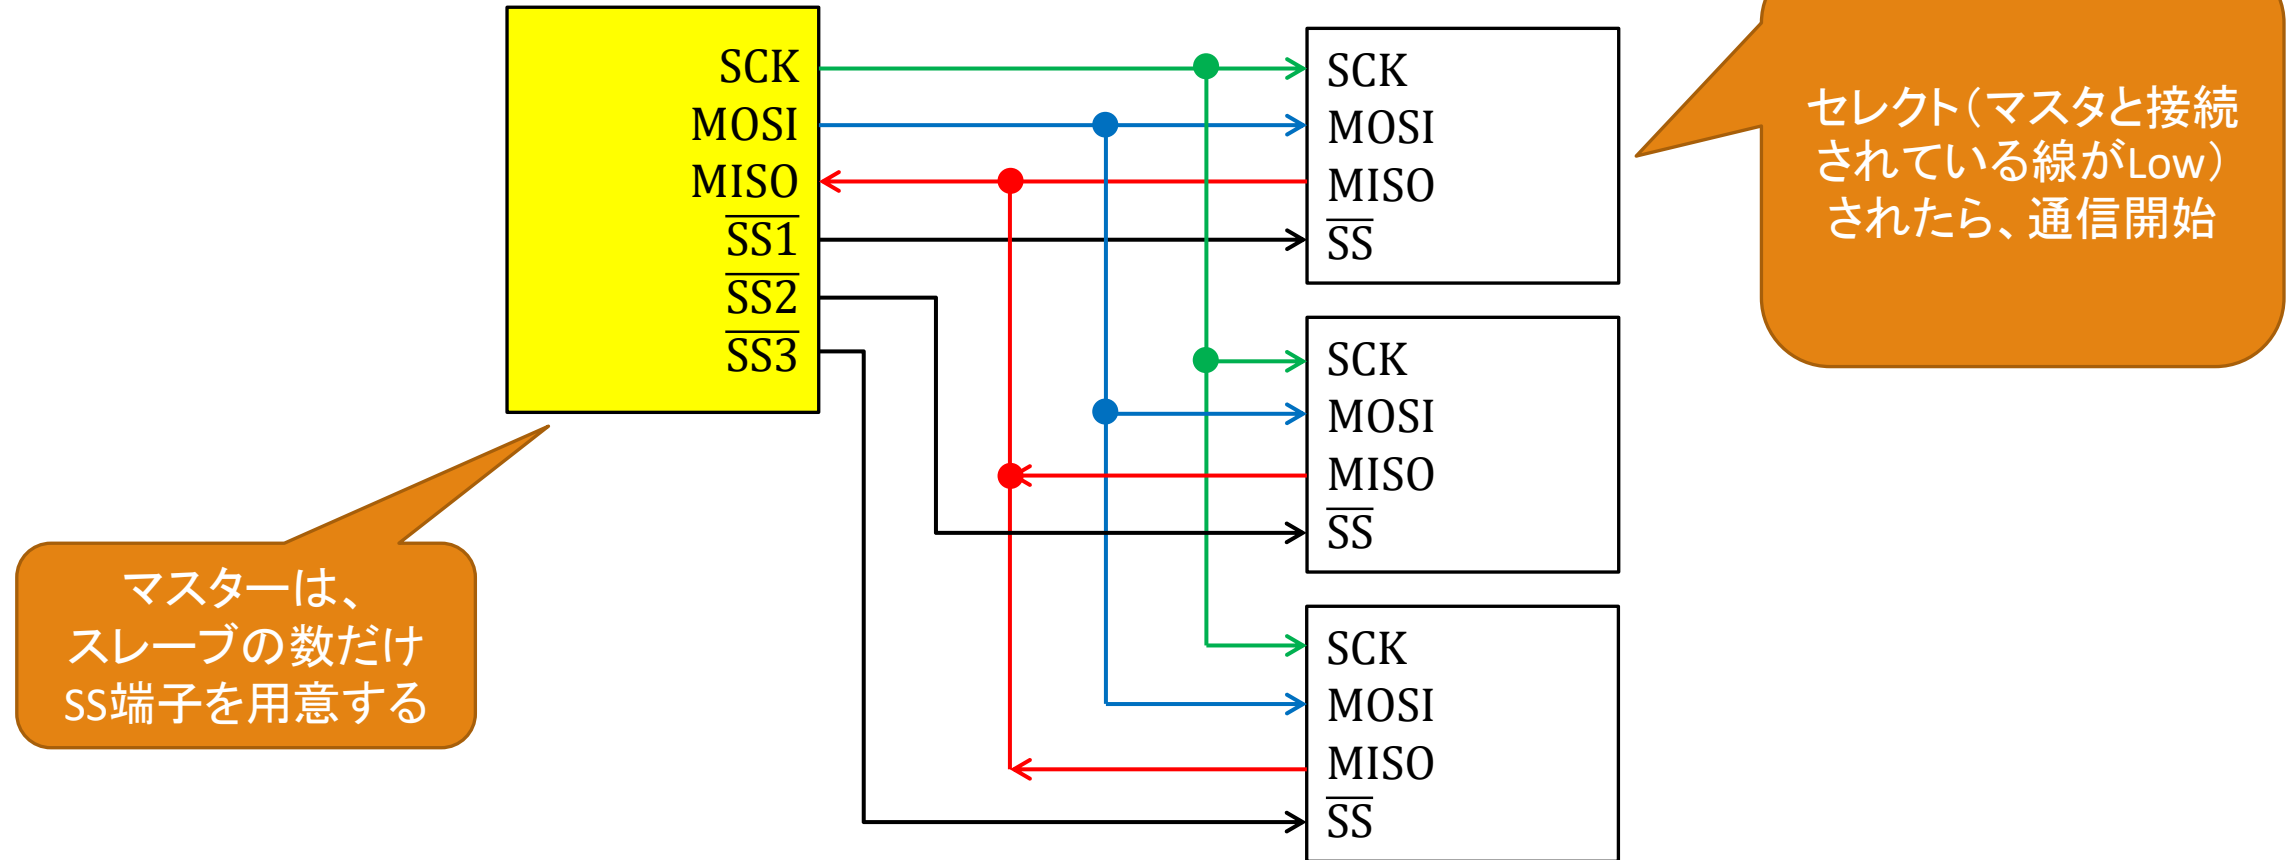 SCK
MOSI
MISO
SS1
SS2
SS3
SCK
MOSI
MISO
SS
SCK
MOSI
MISO
SS
SCK
MOSI
MISO
SS
セレクト（マスタと接続
されている線がLow）
されたら、通信開始
マスターは、
スレーブの数だけ
SS端子を用意する